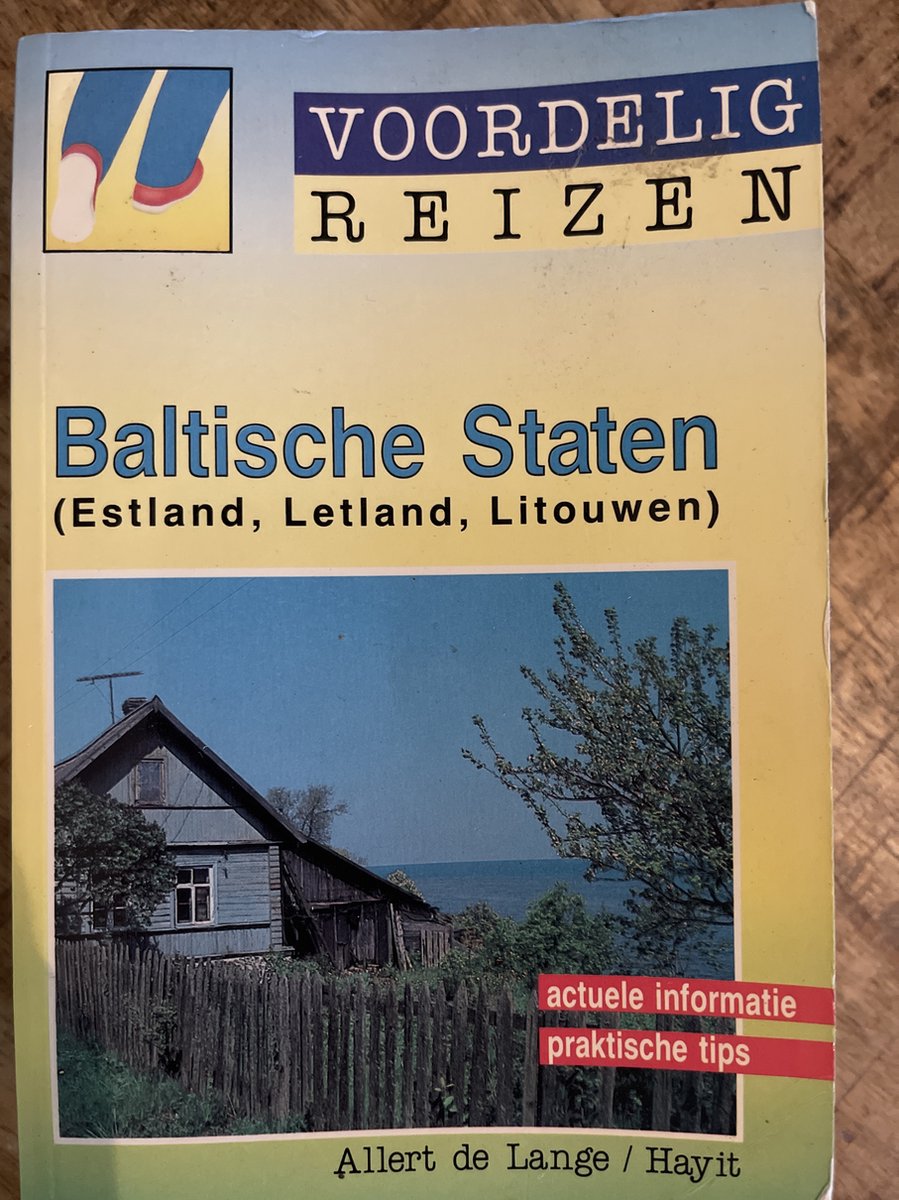 VOORDELIG
REIZEN
Baltische Staten
(Estland, Letland, Litouwen)
actuele informatie
praktische tips
Allert de Lange / Hayit